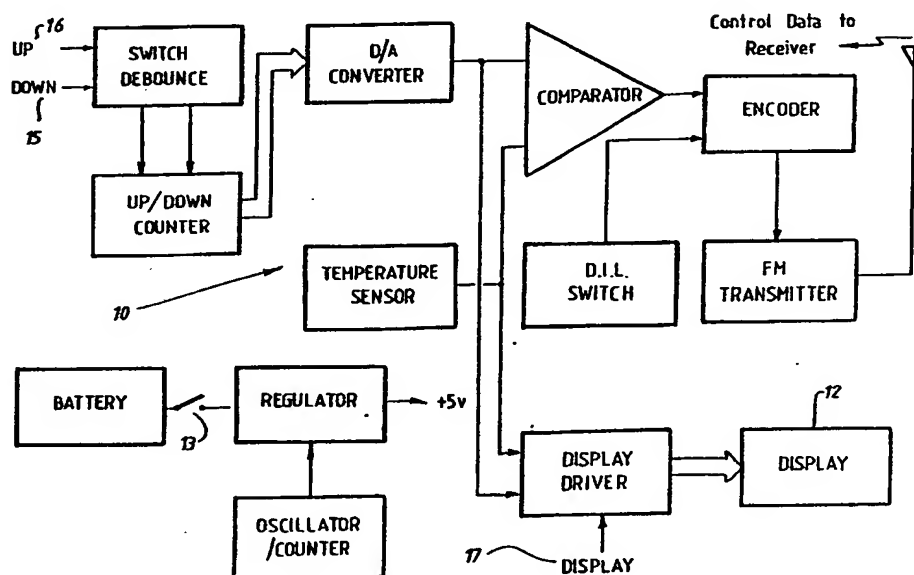 16
UP
DOWN
15
SWITCH
DEBOUNCE
D/A
CONVERTER
COMPARATOR
Control Data to
Receiver
ENCODER
UP/DOWN
COUNTER
10
TEMPERATURE
SENSOR
D.I.L.
SWITCH
FM
TRANSMITTER
BATTERY
13
REGULATOR
+5v
OSCILLATOR
/COUNTER
DISPLAY
DRIVER
12
DISPLAY
17
DISPLAY